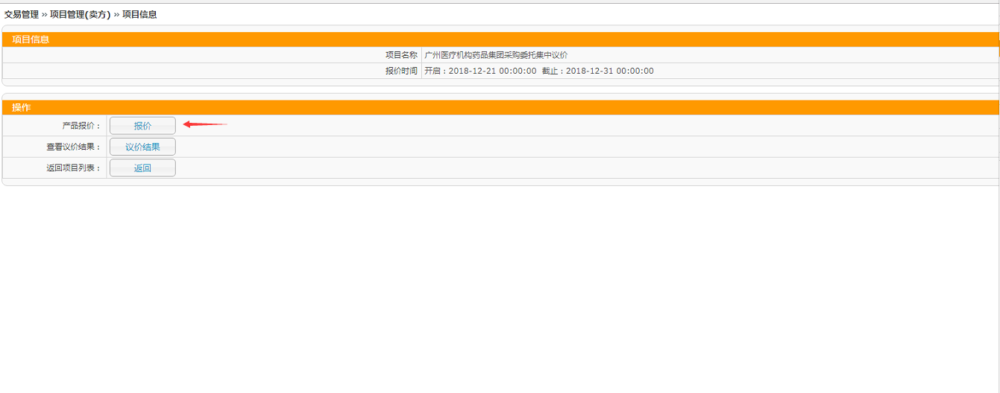 交易管理 »» 项目管理(卖方) »» 项目信息
项目信息
项目名称 广州医疗机构药品集团采购委托集中议价
报价时间 开启：2018-12-21 00:00:00 截止：2018-12-31 00:00:00
操作
产品报价： 报价
查看议价结果： 议价结果
返回项目列表： 返回